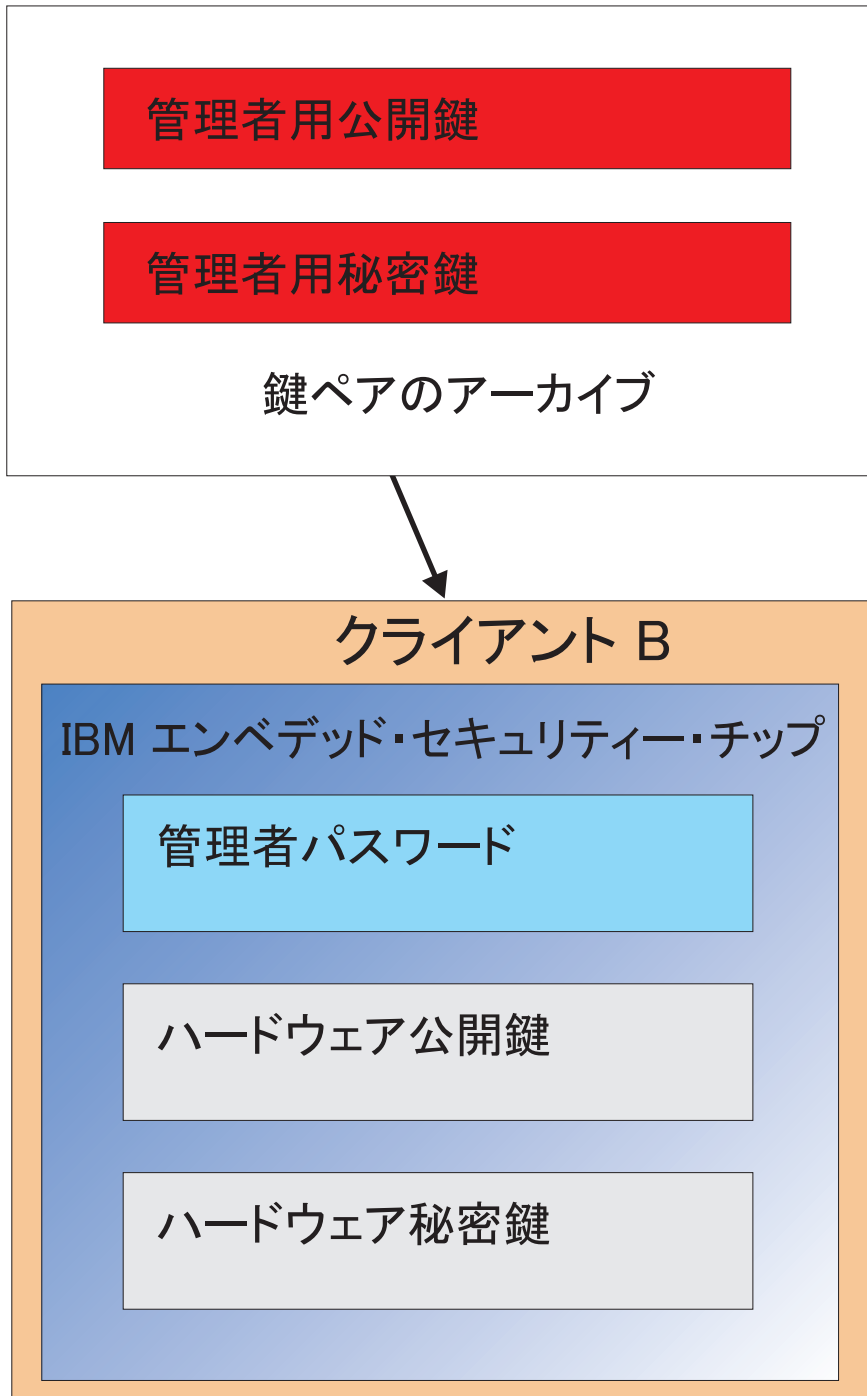 管理者用公開鍵
管理者用秘密鍵
鍵ペアのアーカイブ
クライアント B
IBM エンベデッド・セキュリティー・チップ
管理者パスワード
ハードウェア公開鍵
ハードウェア秘密鍵